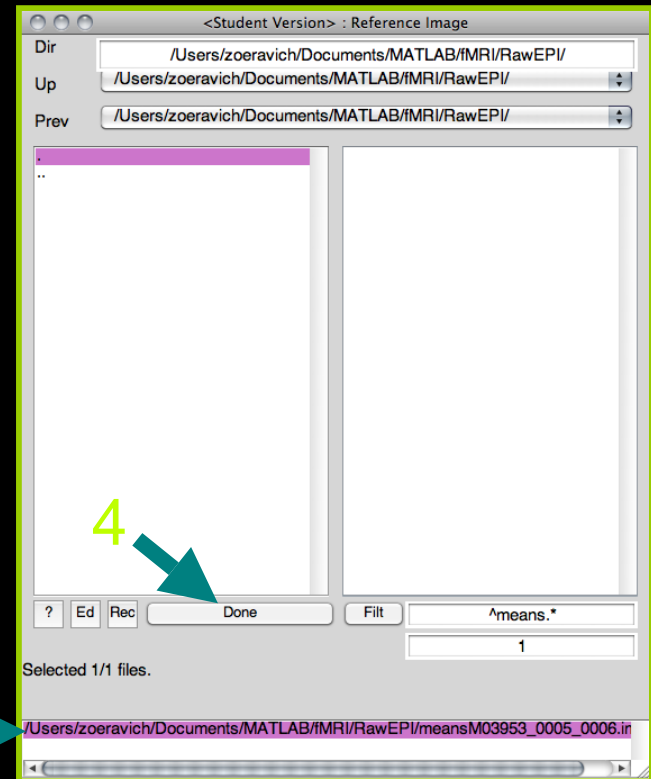 <Student Version> : Reference Image
Dir /Users/zoeravich/Documents/MATLAB/fMRI/RawEPI/
Up /Users/zoeravich/Documents/MATLAB/fMRI/RawEPI/
Prev /Users/zoeravich/Documents/MATLAB/fMRI/RawEPI/
.
..
4
? Ed Rec Done Filt ^means.*
1
Selected 1/1 files.
/Users/zoeravich/Documents/MATLAB/fMRI/RawEPI/meansM03953_0005_0006.in